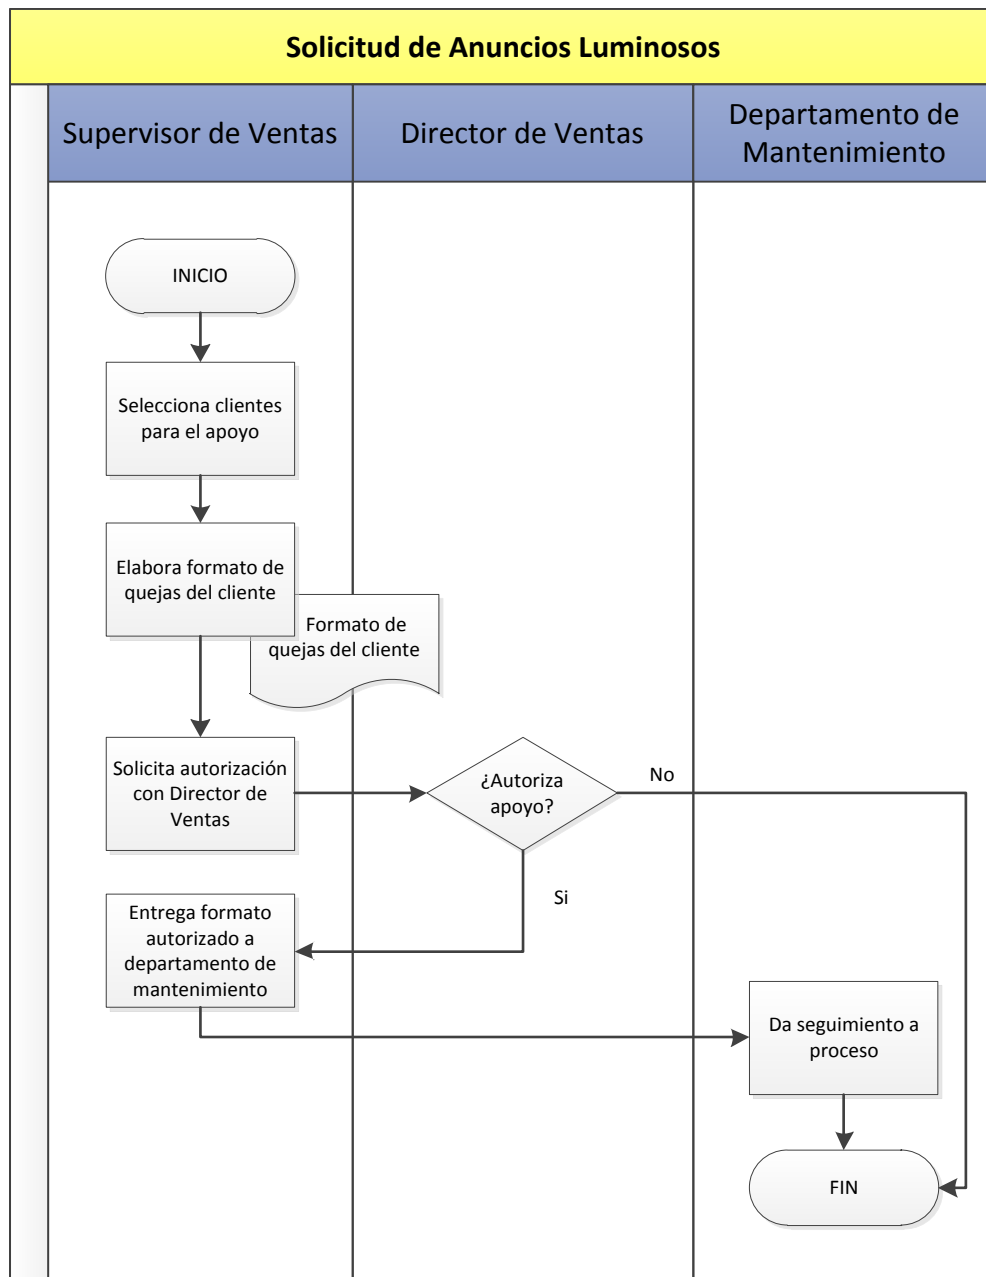 Solicitud de Anuncios Luminosos
Supervisor de Ventas
Director de Ventas
Departamento de
Mantenimiento
INICIO
Selecciona clientes
para el apoyo
Elabora formato de
quejas del cliente
Formato de
quejas del cliente
Solicita autorización
con Director de
Ventas
¿Autoriza
apoyo?
No
Si
Entrega formato
autorizado a
departamento de
mantenimiento
Da seguimiento a
proceso
FIN